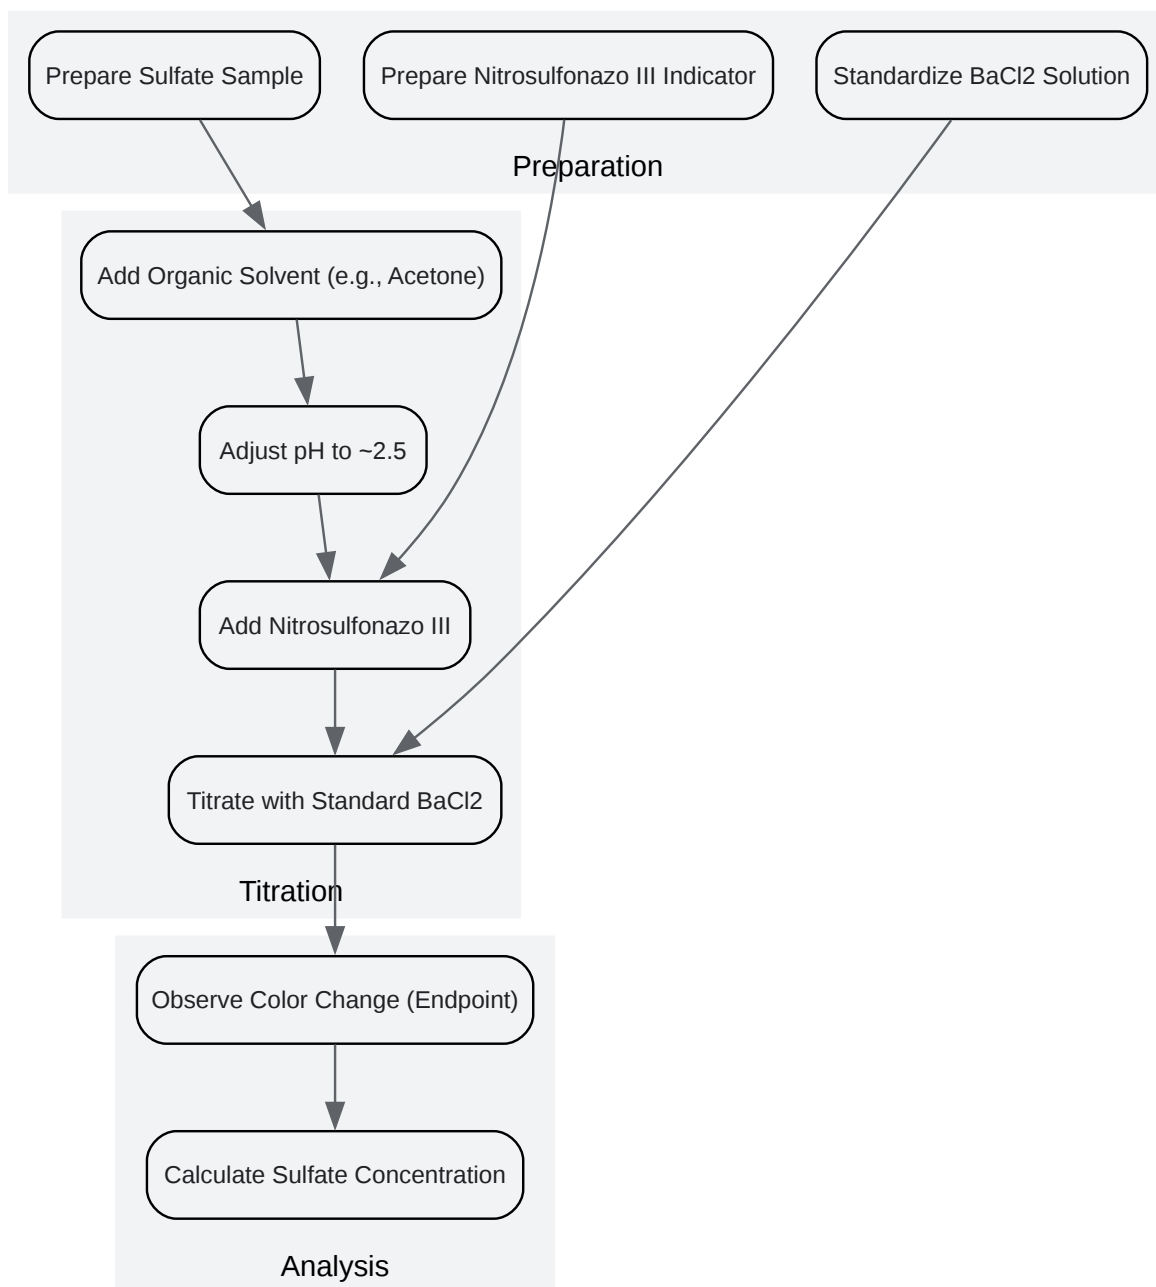 Prepare Sulfate Sample
Prepare Nitrosulfonazo III Indicator
Standardize BaCl2 Solution
Preparation
Add Organic Solvent (e.g., Acetone)
Adjust pH to ~2.5
Add Nitrosulfonazo III
Titrate with Standard BaCl2
Titration
Observe Color Change (Endpoint)
Calculate Sulfate Concentration
Analysis